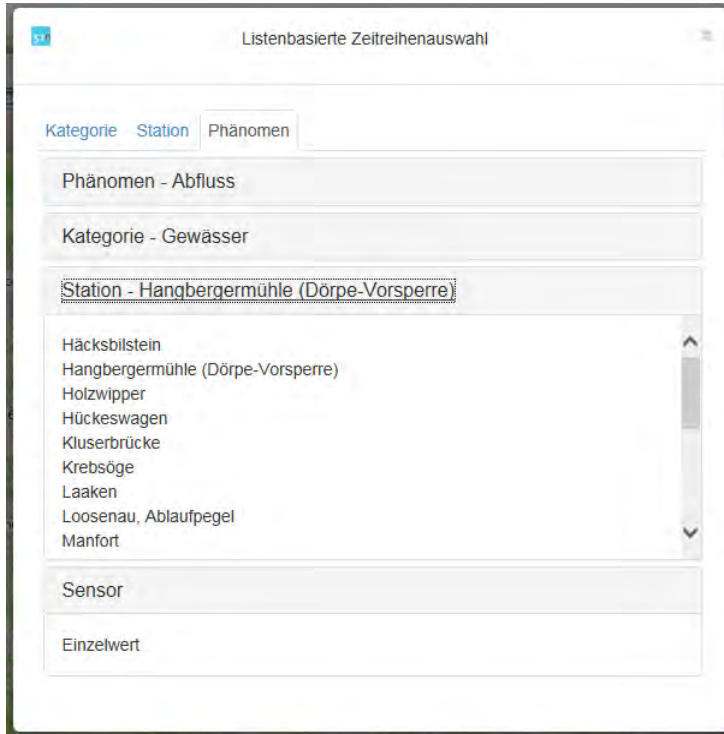 Listenbasierte Zeitreihenauswahl
Kategorie Station Phänomen
Phänomen - Abfluss
Kategorie - Gewässer
Station - Hangbergermühle (Dörpe-Vorsperre)
Häcksbilstein
Hangbergermühle (Dörpe-Vorsperre)
Holzwipper
Hückeswagen
Kluserbrücke
Krebsöge
Laaken
Loosenau, Ablaufpegel
Manfort
Sensor
Einzelwert